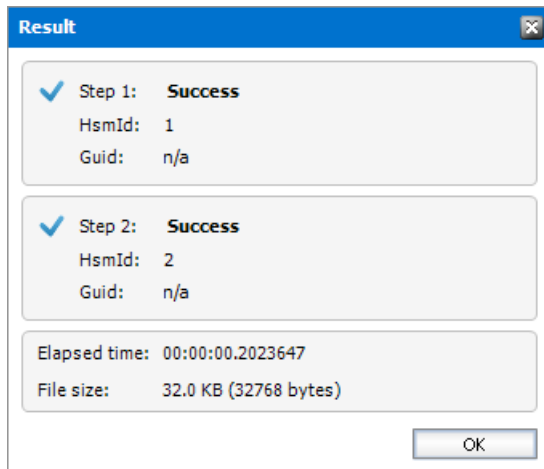 Result
Step 1: Success
HsmId: 1
Guid: n/a
Step 2: Success
HsmId: 2
Guid: n/a
Elapsed time: 00:00:00.2023647
File size: 32.0 KB (32768 bytes)
OK